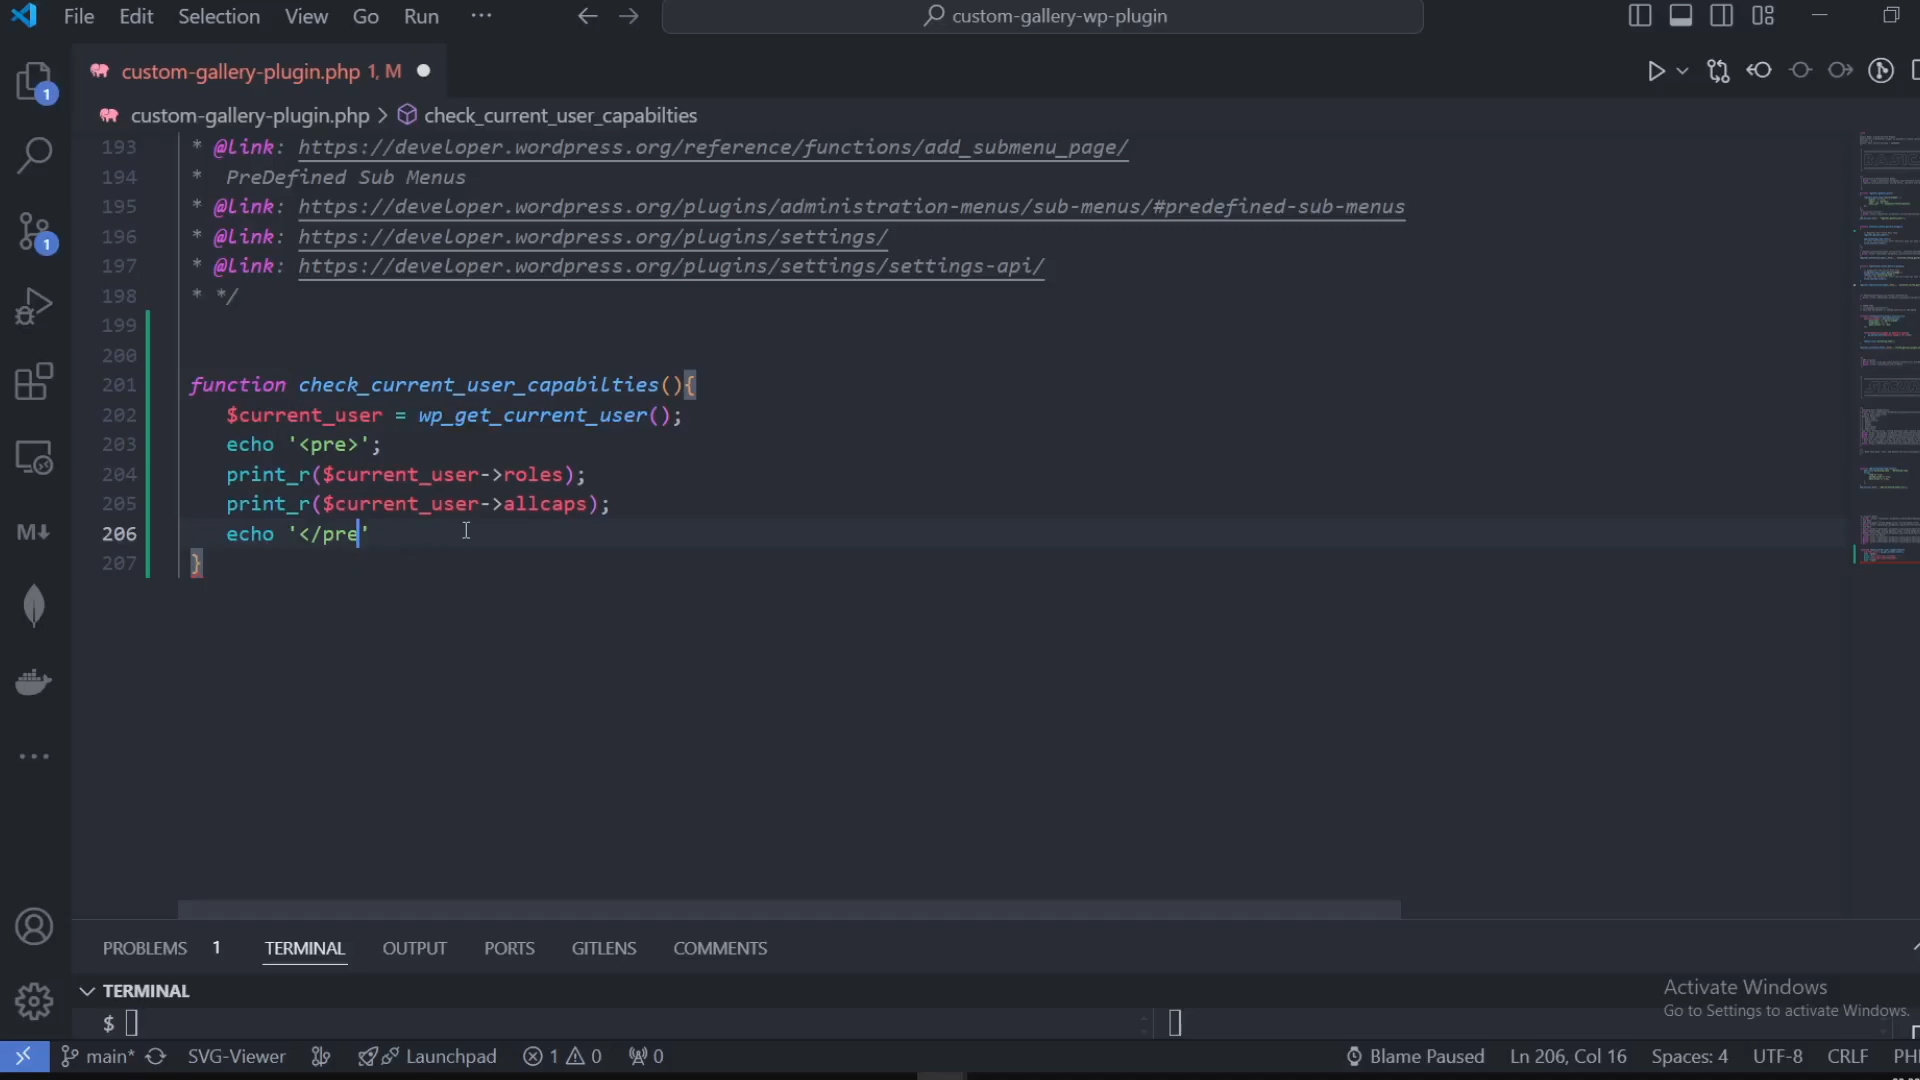 File Edit Selection View Go Run ··· custom-gallery-wp-plugin
custom-gallery-plugin.php 1, M
custom-gallery-plugin.php > check_current_user_capabilties
193 * @link: https://developer.wordpress.org/reference/functions/add_submenu_page/
194 * PreDefined Sub Menus
195 * @link: https://developer.wordpress.org/plugins/administration-menus/sub-menus/#predefined-sub-menus
196 * @link: https://developer.wordpress.org/plugins/settings/
197 * @link: https://developer.wordpress.org/plugins/settings/settings-api/
198 * */
199
200
201 function check_current_user_capabilties(){
202 $current_user = wp_get_current_user();
203 echo '<pre>';
204 print_r($current_user->roles);
205 print_r($current_user->allcaps);
206 echo '</pre'
207 }
1
1
M↓
PROBLEMS 1 TERMINAL OUTPUT PORTS GITLENS COMMENTS
TERMINAL
$
Activate Windows
Go to Settings to activate Windows.
main* SVG-Viewer Launchpad 1 0 0 Blame Paused Ln 206, Col 16 Spaces: 4 UTF-8 CRLF